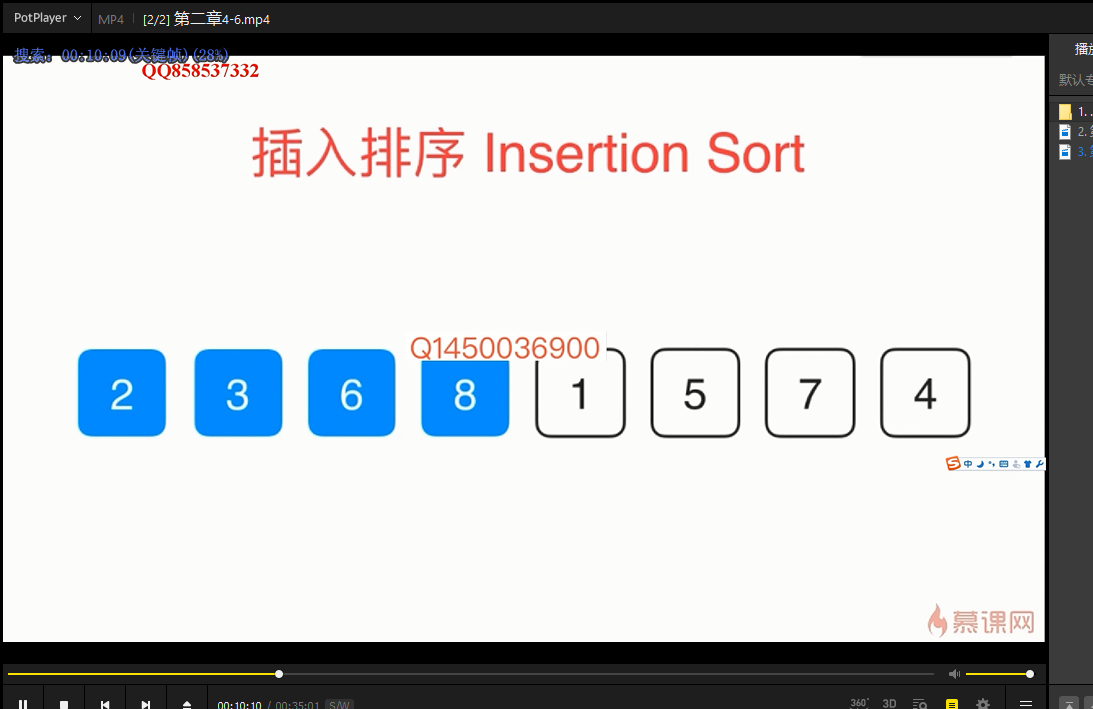 PotPlayer MP4 [2/2] 第二章4-6.mp4
搜索: 00:10:09(关键帧)(28%)
QQ858537332
播
默认专
1. .
2.
3.
插入排序 Insertion Sort
Q1450036900
2 3 6 8 1 5 7 4
中
慕课网
00:10:10 / 00:35:01 S/W
360° 3D